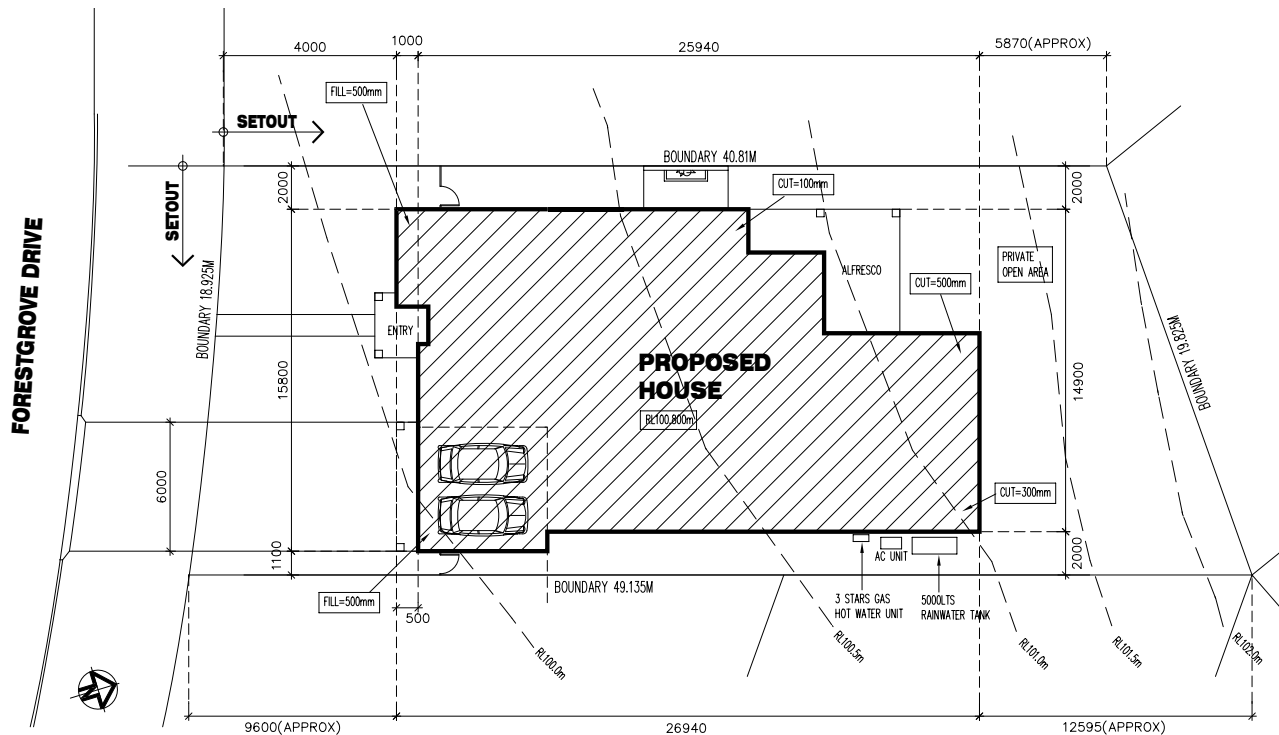 4000
1000
25940
5870(APPROX)
FILL=500mm
SETOUT
BOUNDARY 40.81M
2000
SETOUT
CUT=100mm
2000
FORESTGROVE DRIVE
BOUNDARY 18.925M
ALFRESCO
PRIVATE
OPEN AREA
CUT=500mm
ENTRY
PROPOSED
HOUSE
RL100.800m
15800
14900
BOUNDARY 19.825M
6000
CUT=300mm
1100
2000
AC UNIT
BOUNDARY 49.135M
FILL=500mm
500
3 STARS GAS
HOT WATER UNIT
5000LTS
RAINWATER TANK
RL100.0m
RL100.5m
RL101.0m
RL101.5m
RL102.0m
N
9600(APPROX)
26940
12595(APPROX)